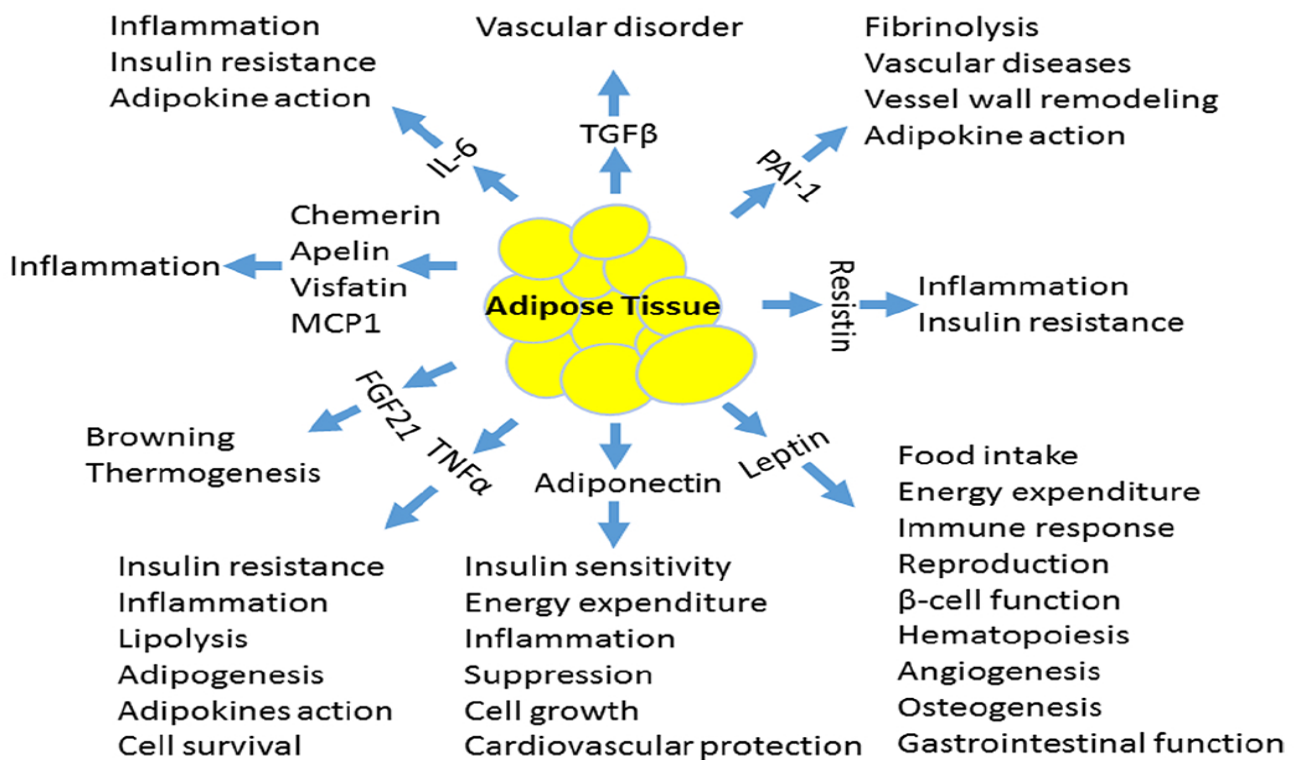 Inflammation
Insulin resistance
Adipokine action
IL-6
Vascular disorder
TGFβ
Fibrinolysis
Vascular diseases
Vessel wall remodeling
Adipokine action
PAI-1
Chemerin
Apelin
Visfatin
MCP1
Inflammation
Adipose Tissue
Resistin
Inflammation
Insulin resistance
FGF21
Browning
Thermogenesis
TNFα
Insulin resistance
Inflammation
Lipolysis
Adipogenesis
Adipokines action
Cell survival
Adiponectin
Insulin sensitivity
Energy expenditure
Inflammation
Suppression
Cell growth
Cardiovascular protection
Leptin
Food intake
Energy expenditure
Immune response
Reproduction
β-cell function
Hematopoiesis
Angiogenesis
Osteogenesis
Gastrointestinal function